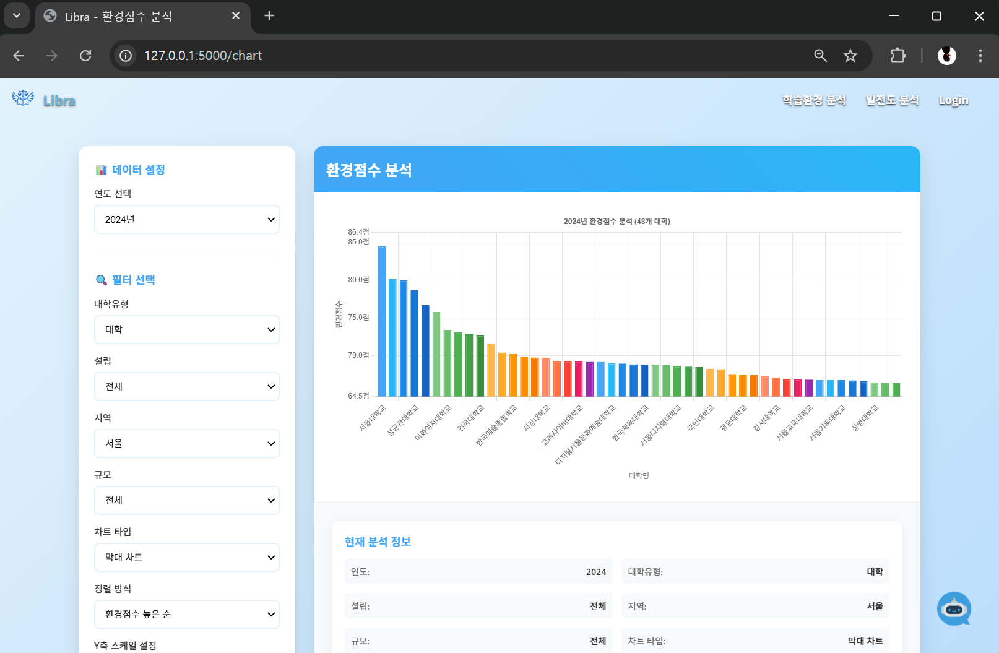 Libra - 환경점수 분석
127.0.0.1:5000/chart
Libra
학습환경 분석
발전도 분석
Login
데이터 설정
연도 선택
2024년
필터 선택
대학유형
대학
설립
전체
지역
서울
규모
전체
차트 타입
막대 차트
정렬 방식
환경점수 높은 순
Y축 스케일 설정
환경점수 분석
2024년 환경점수 분석 (48개 대학)
86.4점
85.0점
80.0점
75.0점
70.0점
64.5점
환경점수
서울대학교
성균관대학교
이화여자대학교
건국대학교
한국예술종합학교
서강대학교
고려사이버대학교
디지털서울문화예술대학교
한국체육대학교
서울디지털대학교
국민대학교
광운대학교
강서대학교
서울교육대학교
서울기독대학교
상명대학교
대학명
현재 분석 정보
연도: 2024
대학유형: 대학
설립: 전체
지역: 서울
규모: 전체
차트 타입: 막대 차트